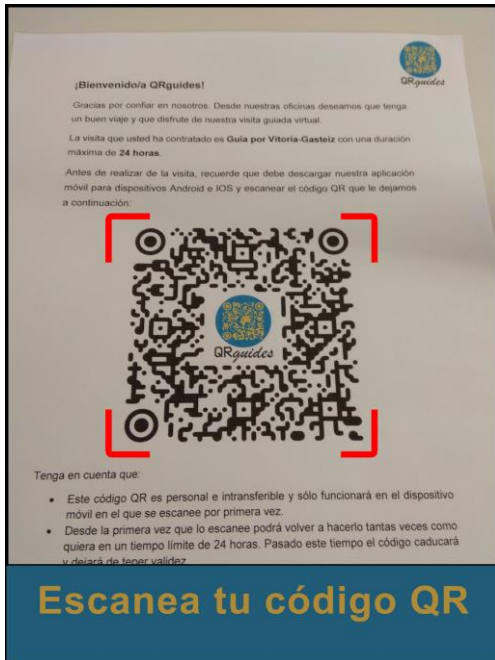 QRguides
¡Bienvenido/a QRguides!
Gracias por confiar en nosotros. Desde nuestras oficinas deseamos que tenga
un buen viaje y que disfrute de nuestra visita guiada virtual.
La visita que usted ha contratado es Guía por Vitoria-Gasteiz con una duración
máxima de 24 horas.
Antes de realizar de la visita, recuerde que debe descargar nuestra aplicación
móvil para dispositivos Android e IOS y escanear el código QR que le dejamos
a continuación:
QRguides
Tenga en cuenta que:
• Este código QR es personal e intransferible y sólo funcionará en el dispositivo
móvil en el que se escanee por primera vez.
• Desde la primera vez que lo escanee podrá volver a hacerlo tantas veces como
quiera en un tiempo límite de 24 horas. Pasado este tiempo el código caducará
y dejará de tener validez
Escanea tu código QR